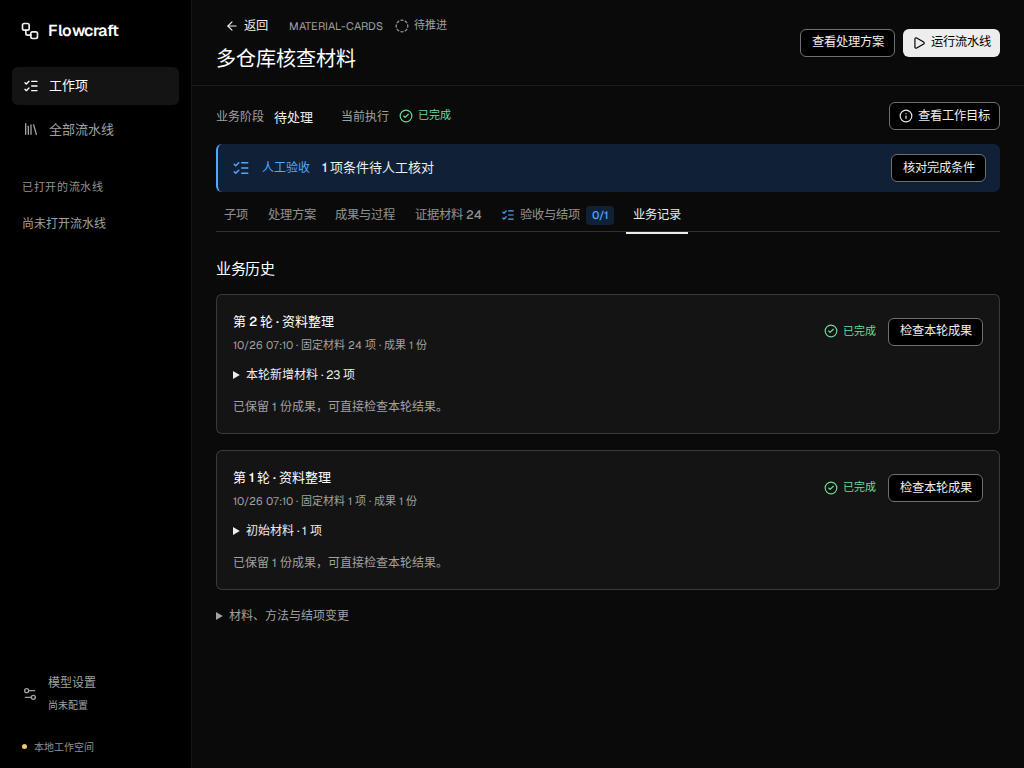 Flowcraft
工作项
全部流水线
已打开的流水线
尚未打开流水线
模型设置
尚未配置
本地工作空间
返回 MATERIAL-CARDS 待推进
多仓库核查材料
查看处理方案 运行流水线
业务阶段 待处理 当前执行 已完成 查看工作目标
人工验收 1 项条件待人工核对 核对完成条件
子项 处理方案 成果与过程 证据材料 24 验收与结项 0/1 业务记录
业务历史
第 2 轮 · 资料整理
10/26 07:10 · 固定材料 24 项 · 成果 1 份
已完成 检查本轮成果
本轮新增材料 · 23 项
已保留 1 份成果，可直接检查本轮结果。
第 1 轮 · 资料整理
10/26 07:10 · 固定材料 1 项 · 成果 1 份
已完成 检查本轮成果
初始材料 · 1 项
已保留 1 份成果，可直接检查本轮结果。
材料、方法与结项变更